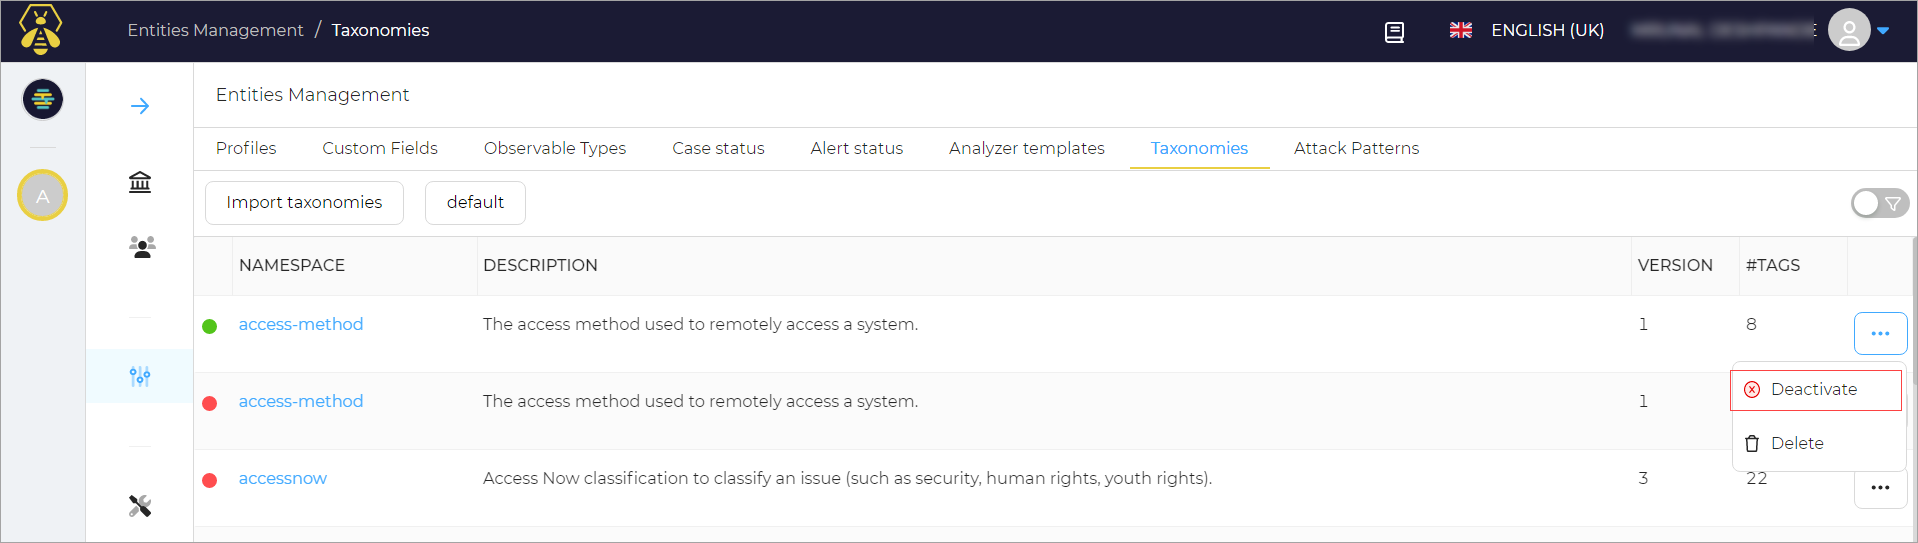 Entities Management / Taxonomies
ENGLISH (UK)
A
Entities Management
Profiles Custom Fields Observable Types Case status Alert status Analyzer templates Taxonomies Attack Patterns
Import taxonomies default
NAMESPACE DESCRIPTION VERSION #TAGS
access-method The access method used to remotely access a system. 1 8
access-method The access method used to remotely access a system. 1
Deactivate
Delete
accessnow Access Now classification to classify an issue (such as security, human rights, youth rights). 3 22